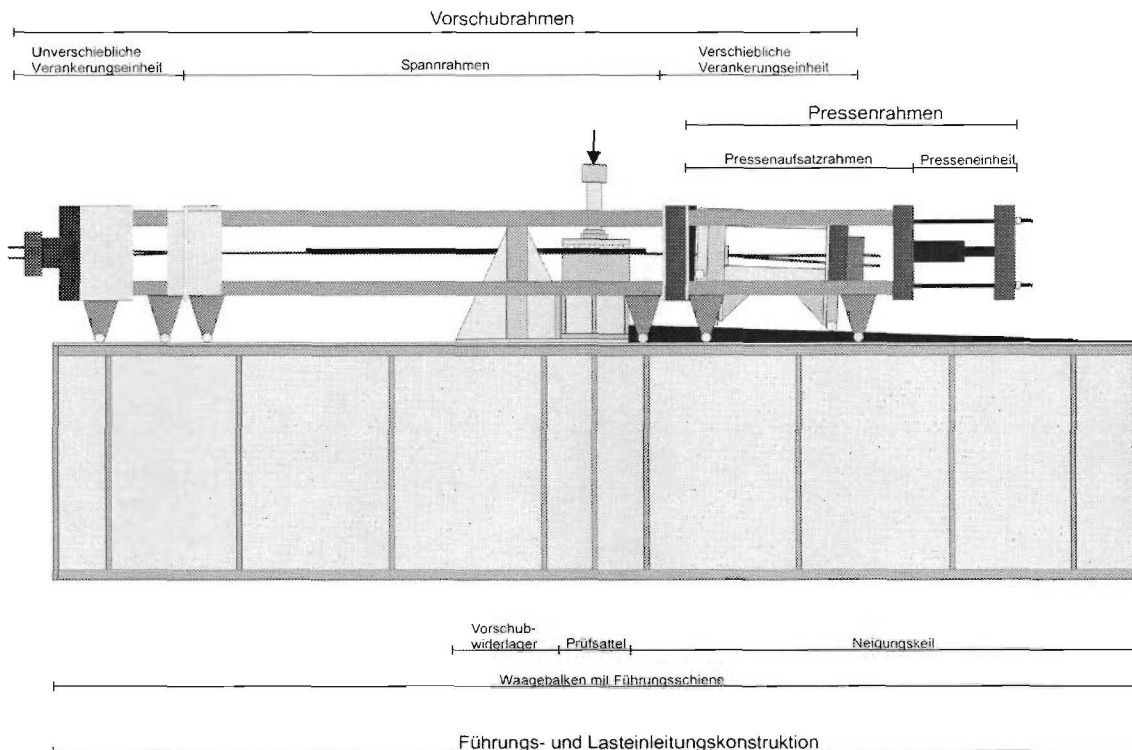 Vorschubrahmen
Unverschiebliche
Verankerungseinheit
Spannrahmen
Verschiebliche
Verankerungseinheit
Pressenrahmen
Pressenaufsatzrahmen
Presseneinheit
Vorschub-
widerlager
Prüfsattel
Neigungskeil
Waagebalken mit Führungsschiene
Führungs- und Lasteinleitungskonstruktion